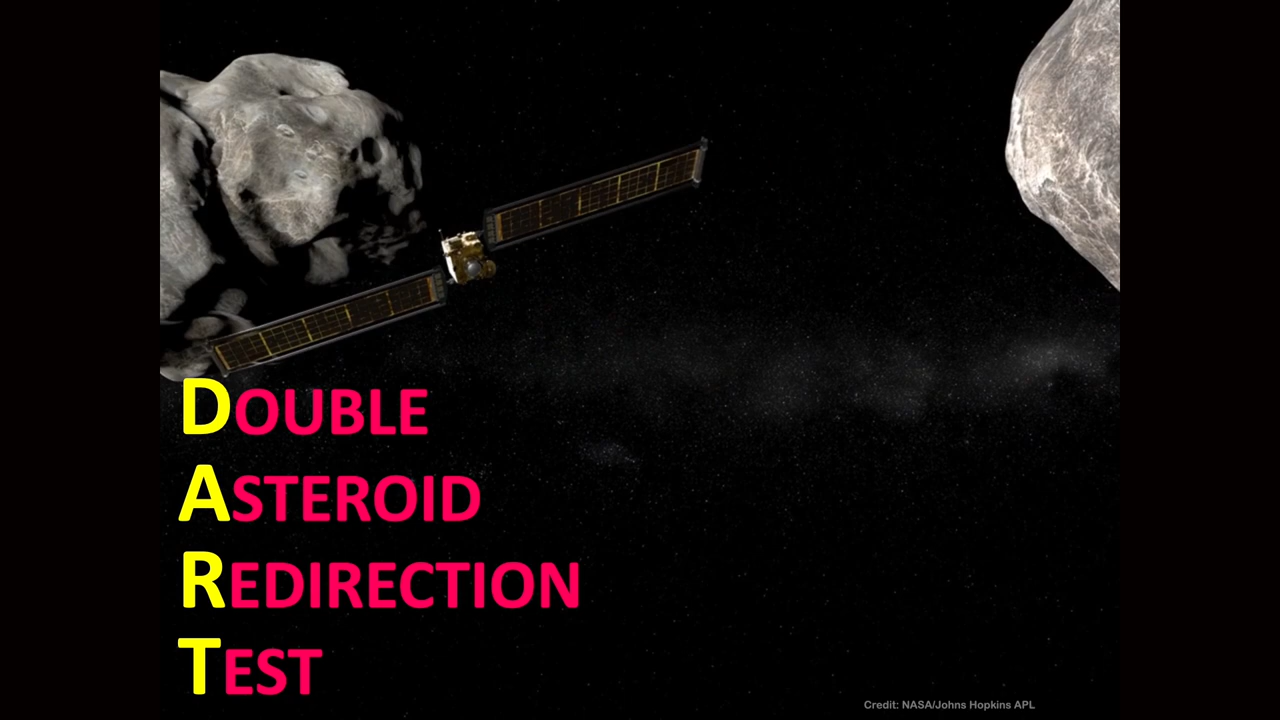 DOUBLE
ASTEROID
REDIRECTION
TEST
Credit: NASA/Johns Hopkins APL